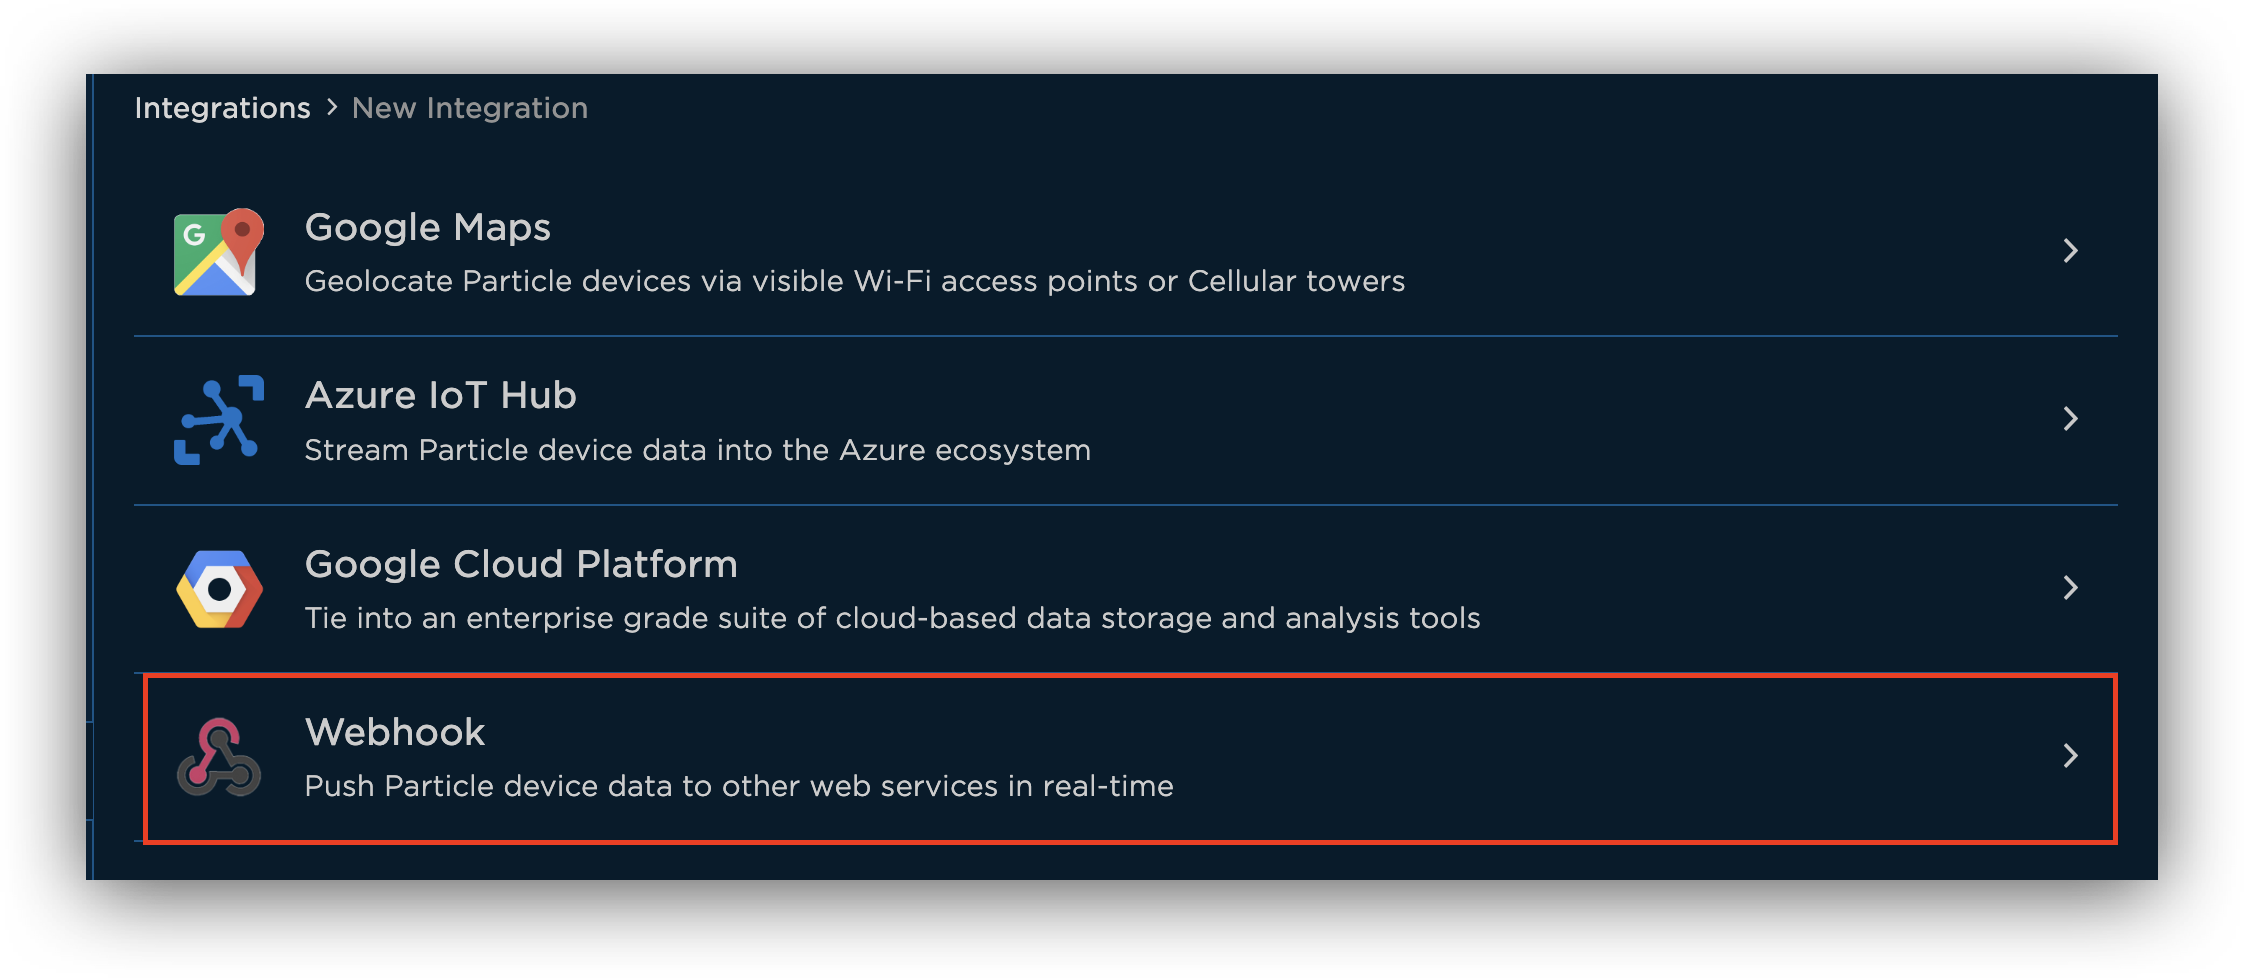 Integrations > New Integration
G
Google Maps
Geolocate Particle devices via visible Wi-Fi access points or Cellular towers
Azure IoT Hub
Stream Particle device data into the Azure ecosystem
Google Cloud Platform
Tie into an enterprise grade suite of cloud-based data storage and analysis tools
Webhook
Push Particle device data to other web services in real-time